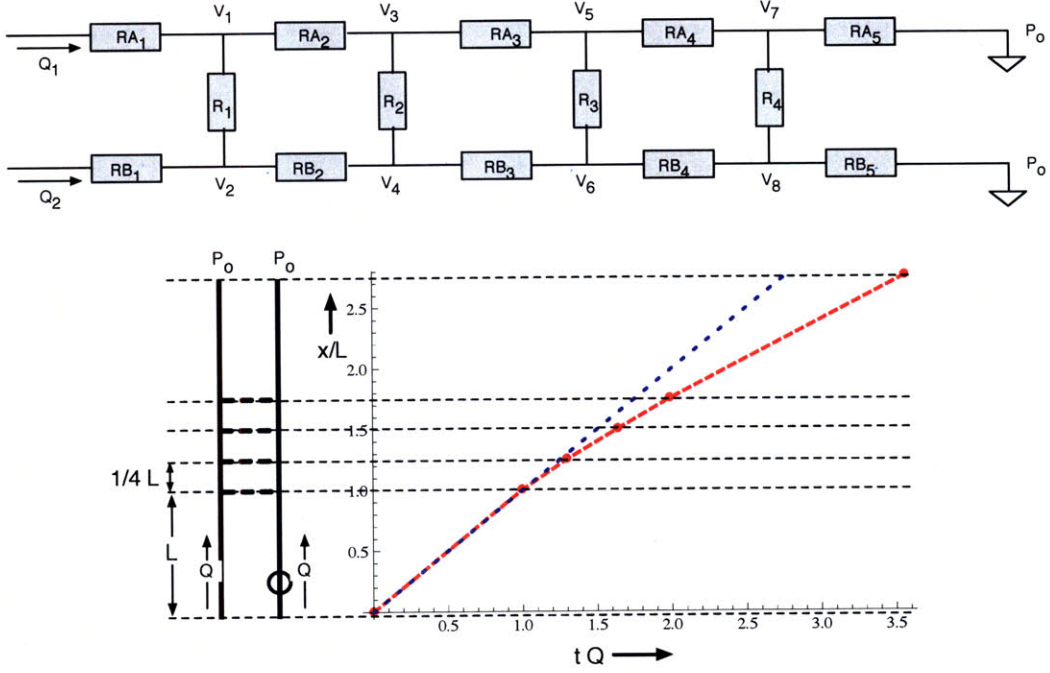 V1 V3 V5 V7
RA1 RA2 RA3 RA4 RA5 Po
Q1
R1 R2 R3 R4
RB1 RB2 RB3 RB4 RB5 Po
Q2 V2 V4 V6 V8
Po Po
2.5
x/L
2.0
1.5
1/4 L
1.0
L
Q Q
0.5
0.5 1.0 1.5 2.0 2.5 3.0 3.5
t Q